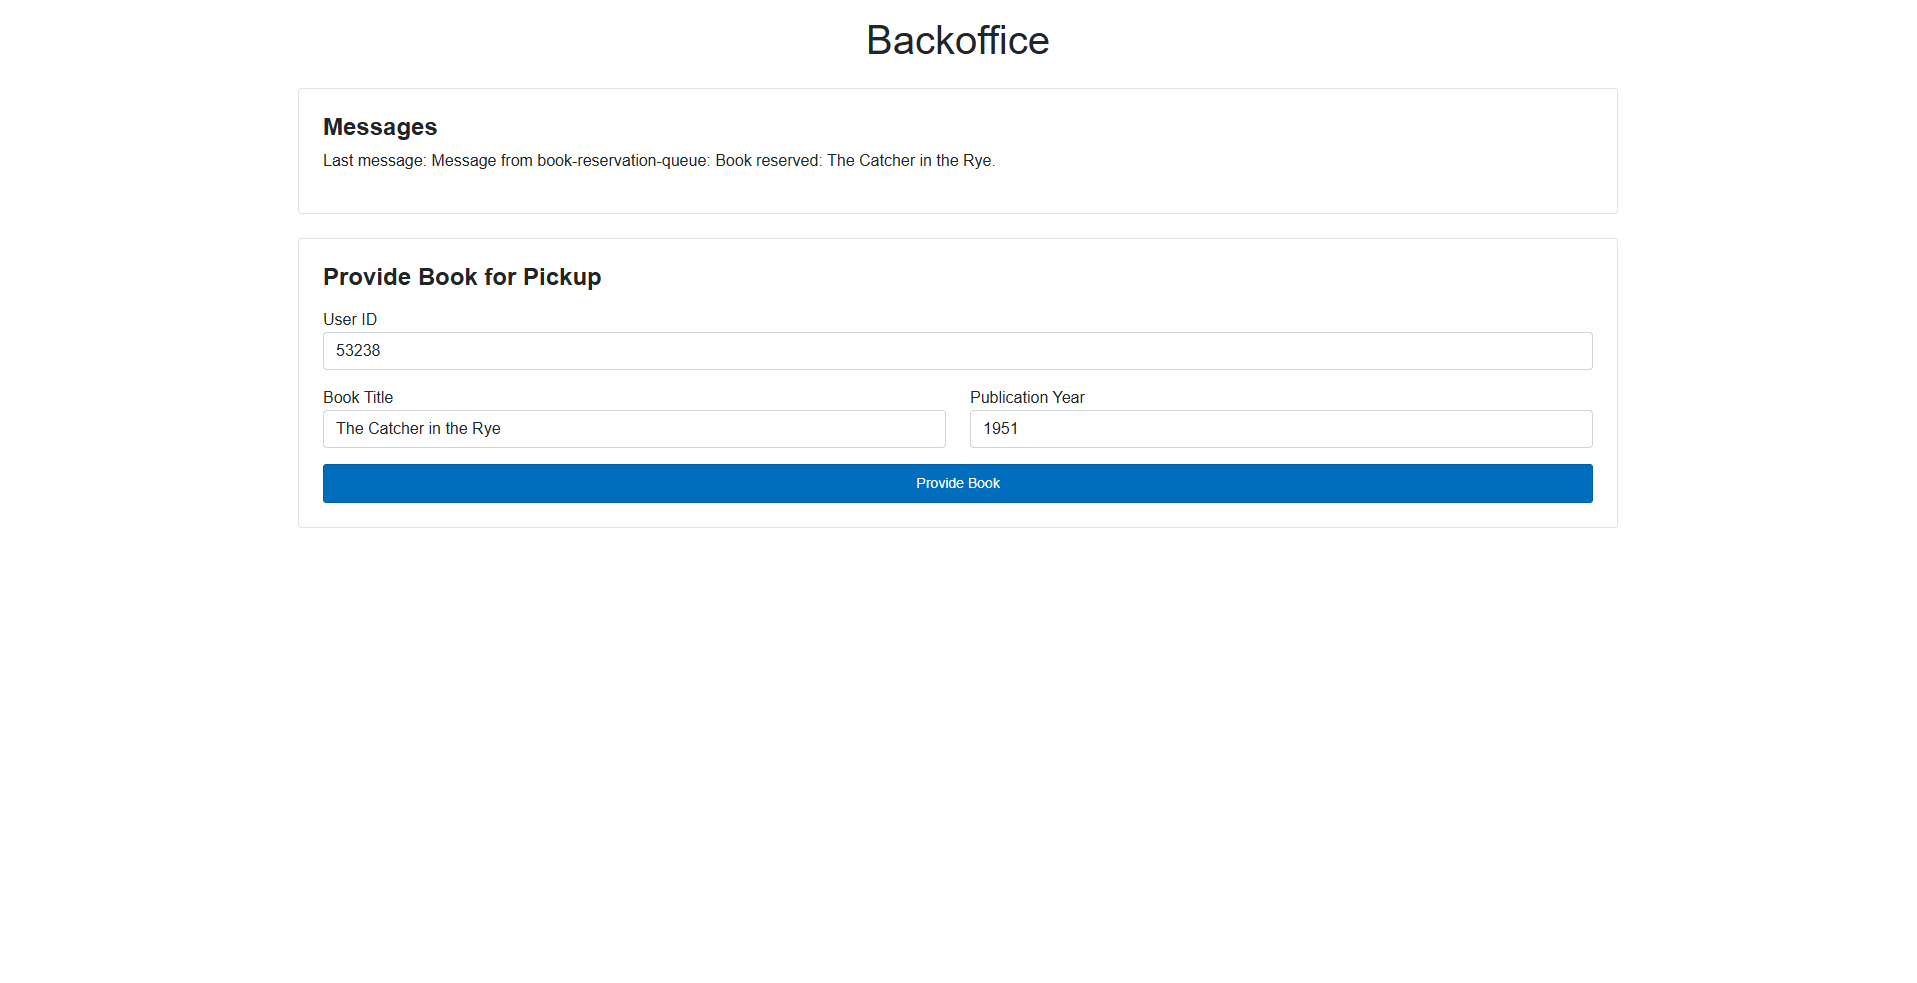 Backoffice
Messages
Last message: Message from book-reservation-queue: Book reserved: The Catcher in the Rye.
Provide Book for Pickup
User ID
53238
Book Title
The Catcher in the Rye
Publication Year
1951
Provide Book